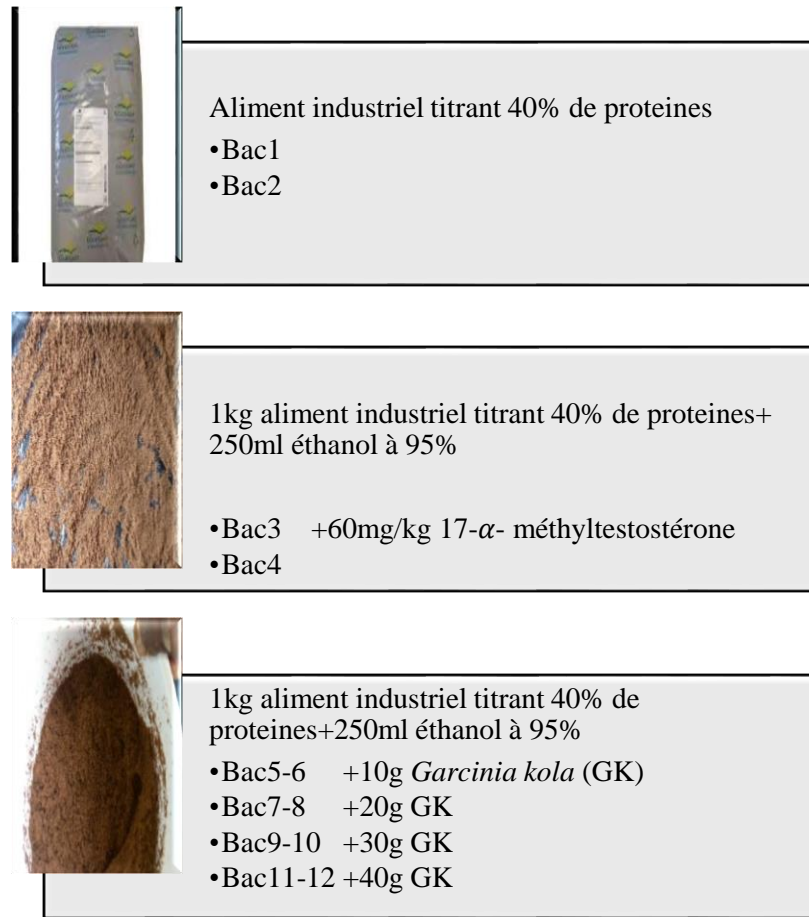 Aliment industriel titrant 40% de proteines
•Bac1
•Bac2
1kg aliment industriel titrant 40% de proteines+
250ml éthanol à 95%
•Bac3 +60mg/kg 17-α- méthyltestostérone
•Bac4
1kg aliment industriel titrant 40% de
proteines+250ml éthanol à 95%
•Bac5-6 +10g Garcinia kola (GK)
•Bac7-8 +20g GK
•Bac9-10 +30g GK
•Bac11-12 +40g GK